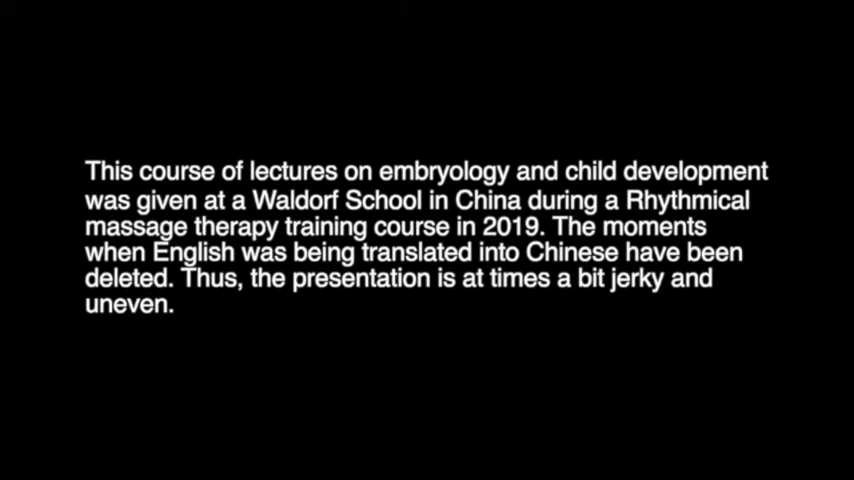 This course of lectures on embryology and child development
was given at a Waldorf School in China during a Rhythmical
massage therapy training course in 2019. The moments
when English was being translated into Chinese have been
deleted. Thus, the presentation is at times a bit jerky and
uneven.